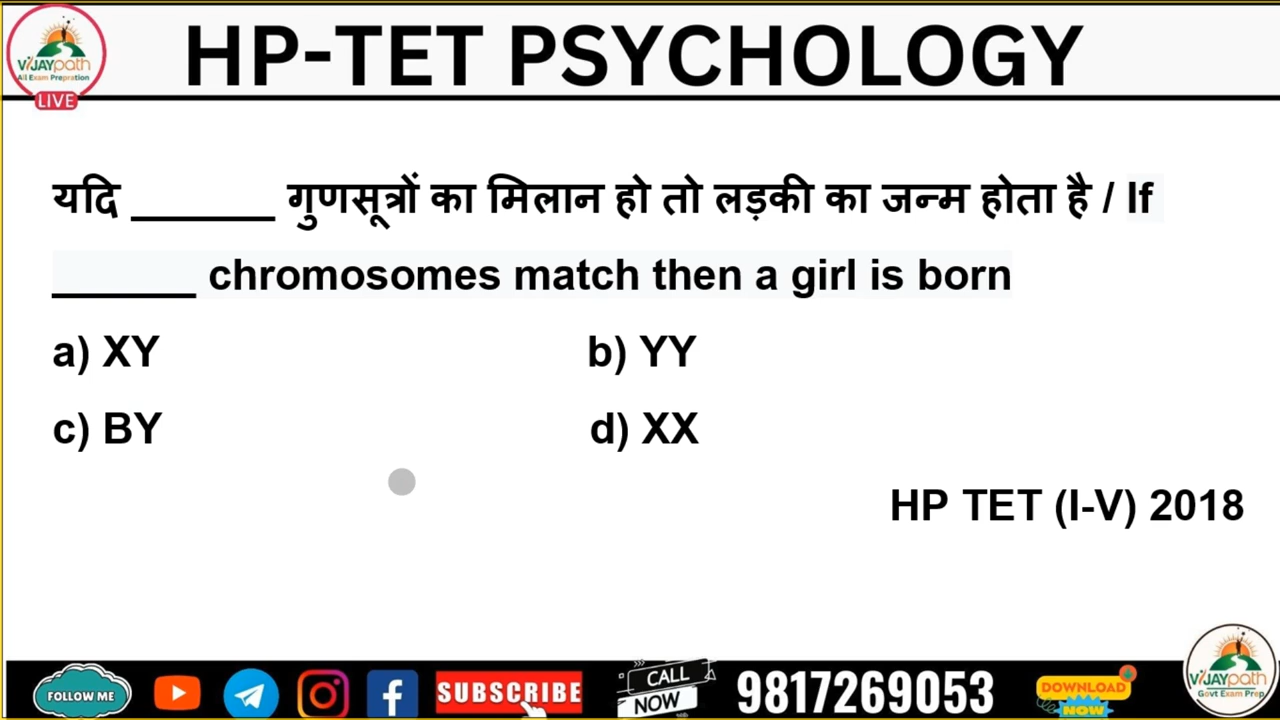 HP-TET PSYCHOLOGY
ViJAYpath
All Exam Prepration
LIVE
यदि ______ गुणसूत्रों का मिलान हो तो लड़की का जन्म होता है / If
______ chromosomes match then a girl is born
a) XY b) YY
c) BY d) XX
HP TET (I-V) 2018
FOLLOW ME
SUBSCRIBE
CALL
NOW
9817269053
DOWNLOAD
NOW
ViJAYpath
Govt Exam Prep